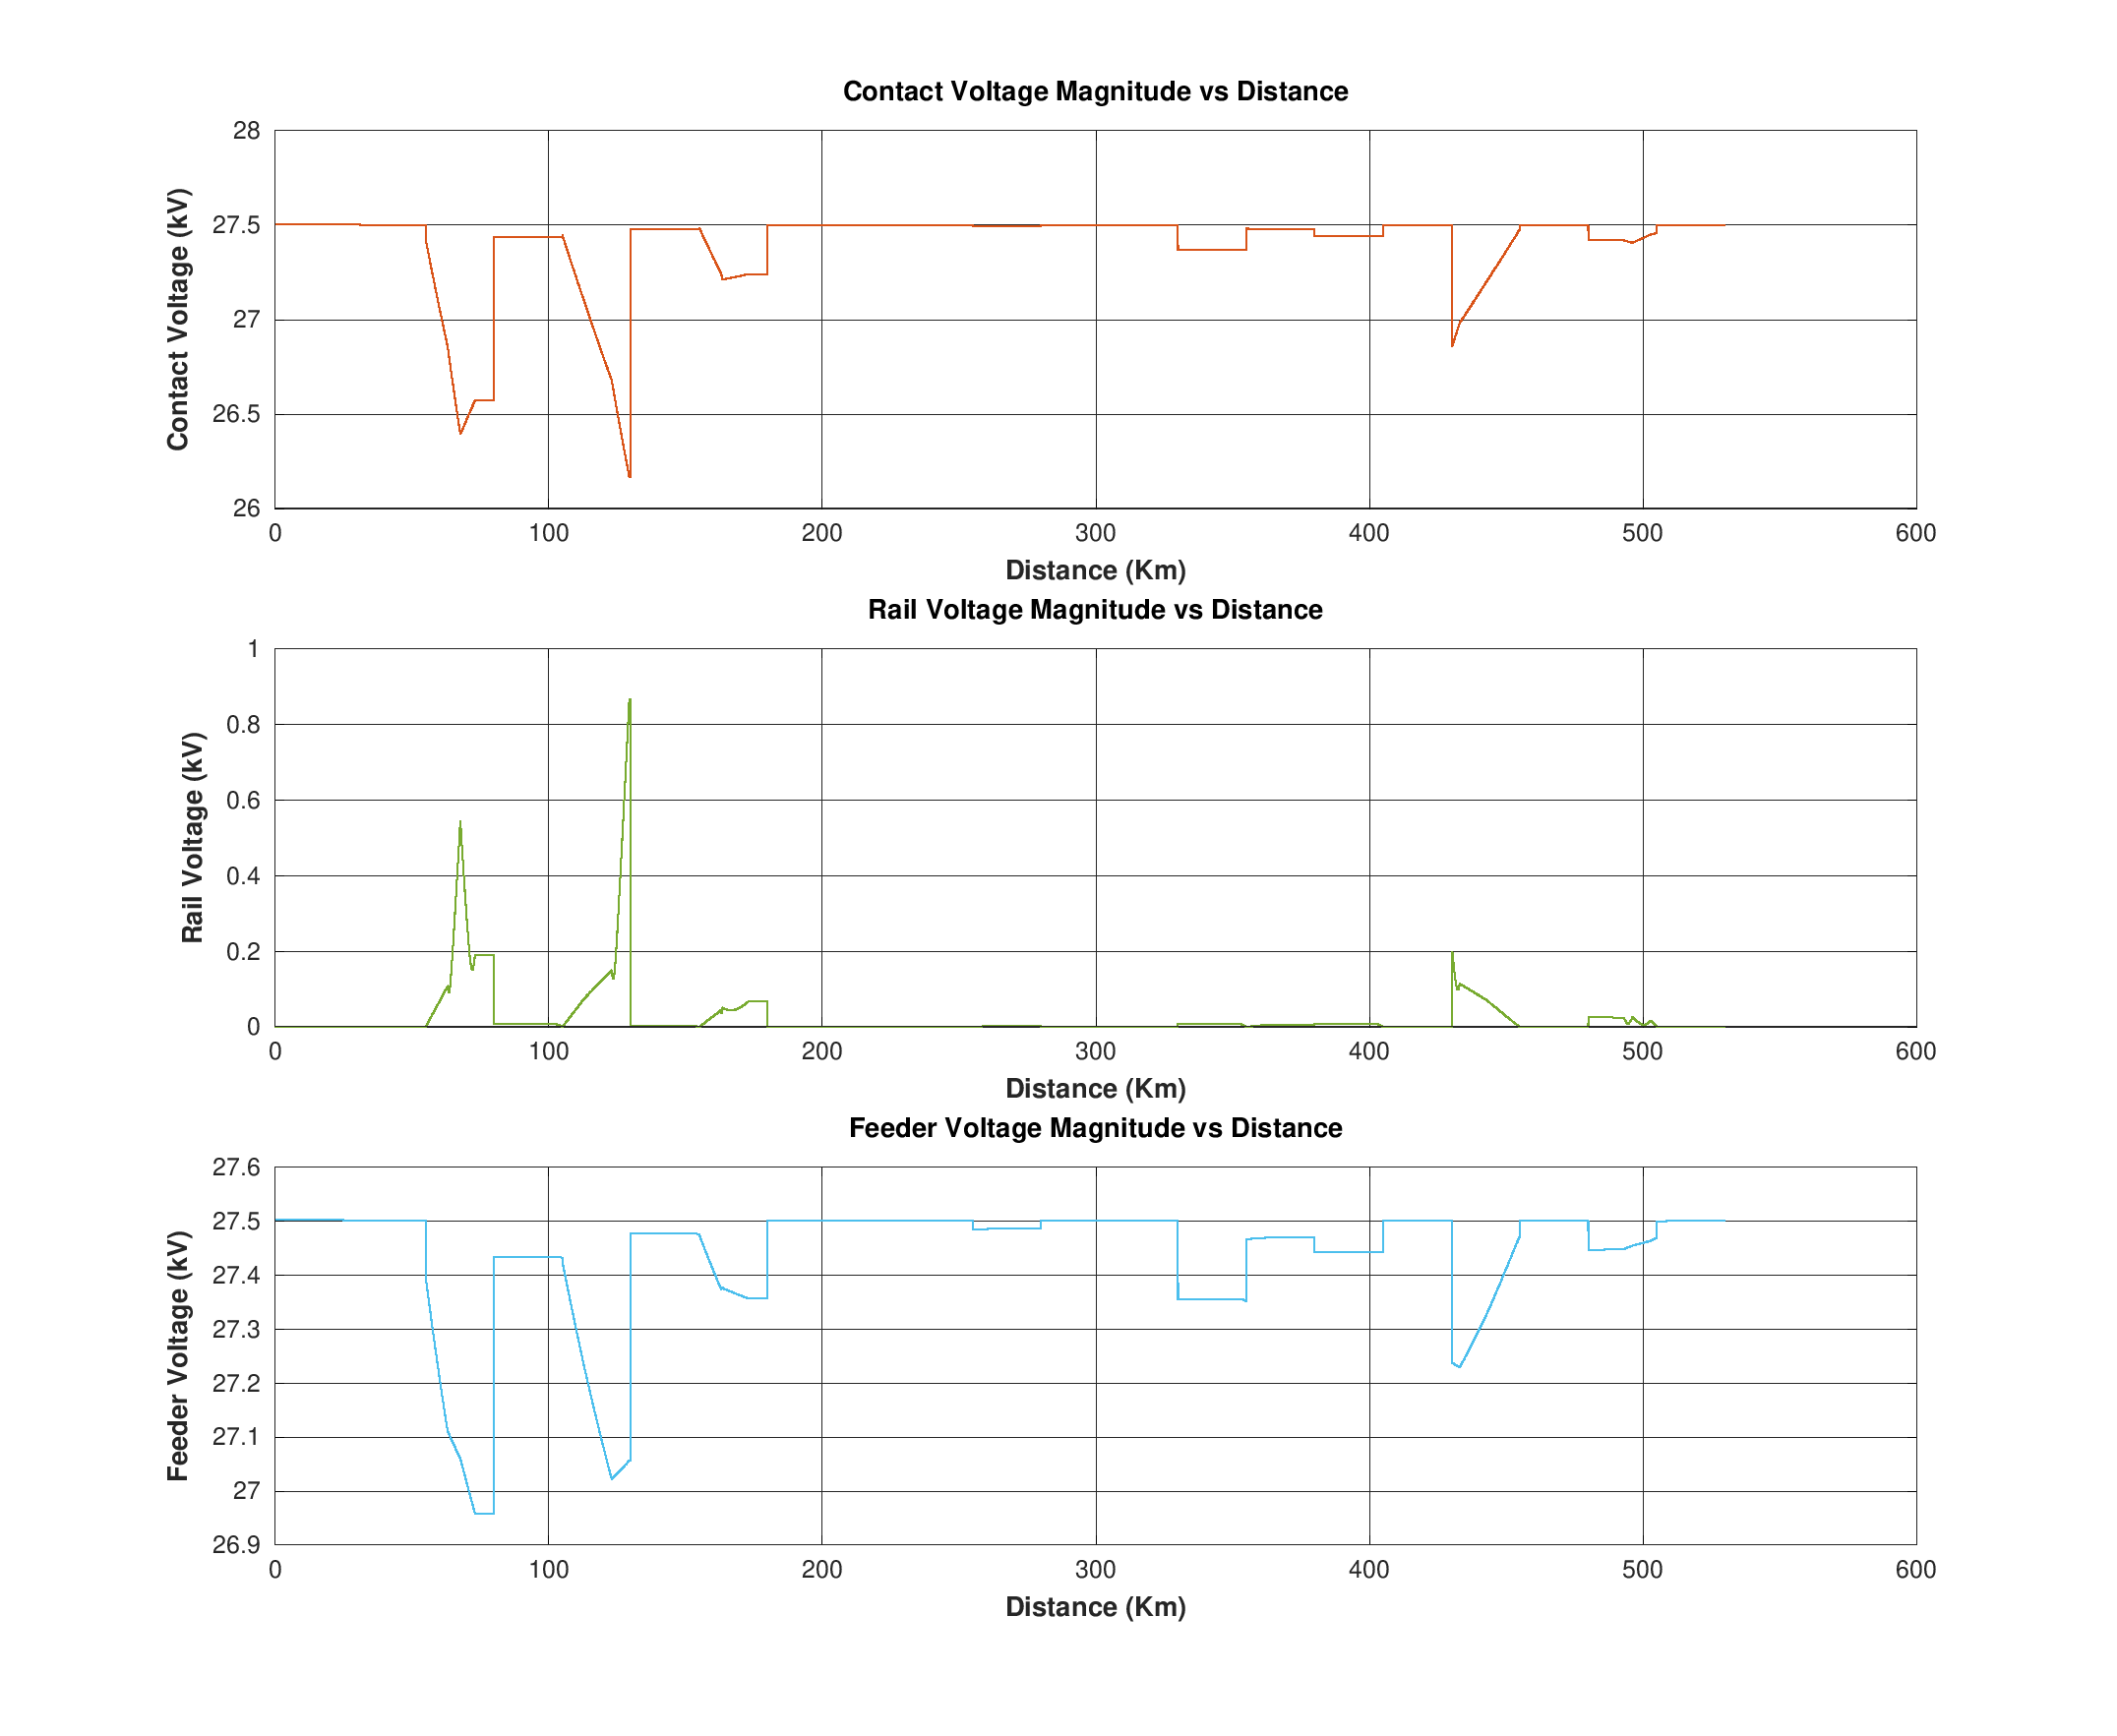 Contact Voltage Magnitude vs Distance
28
27.5
27
26.5
26
Contact Voltage (kV)
0 100 200 300 400 500 600
Distance (Km)
Rail Voltage Magnitude vs Distance
1
0.8
0.6
0.4
0.2
0
Rail Voltage (kV)
0 100 200 300 400 500 600
Distance (Km)
Feeder Voltage Magnitude vs Distance
27.6
27.5
27.4
27.3
27.2
27.1
27
26.9
Feeder Voltage (kV)
0 100 200 300 400 500 600
Distance (Km)